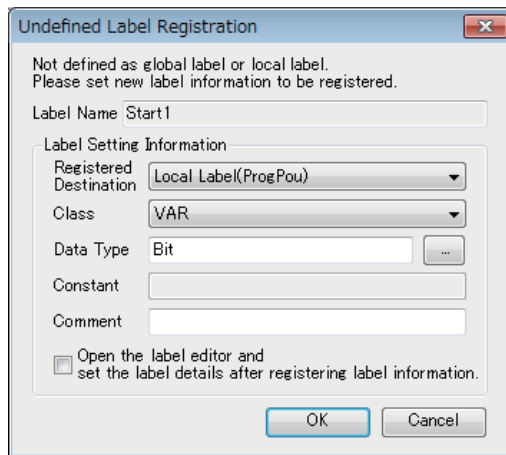 Undefined Label Registration
Not defined as global label or local label.
Please set new label information to be registered.
Label Name Start1
Label Setting Information
Registered
Destination Local Label(ProgPou)
Class VAR
Data Type Bit ...
Constant
Comment
Open the label editor and
set the label details after registering label information.
OK Cancel